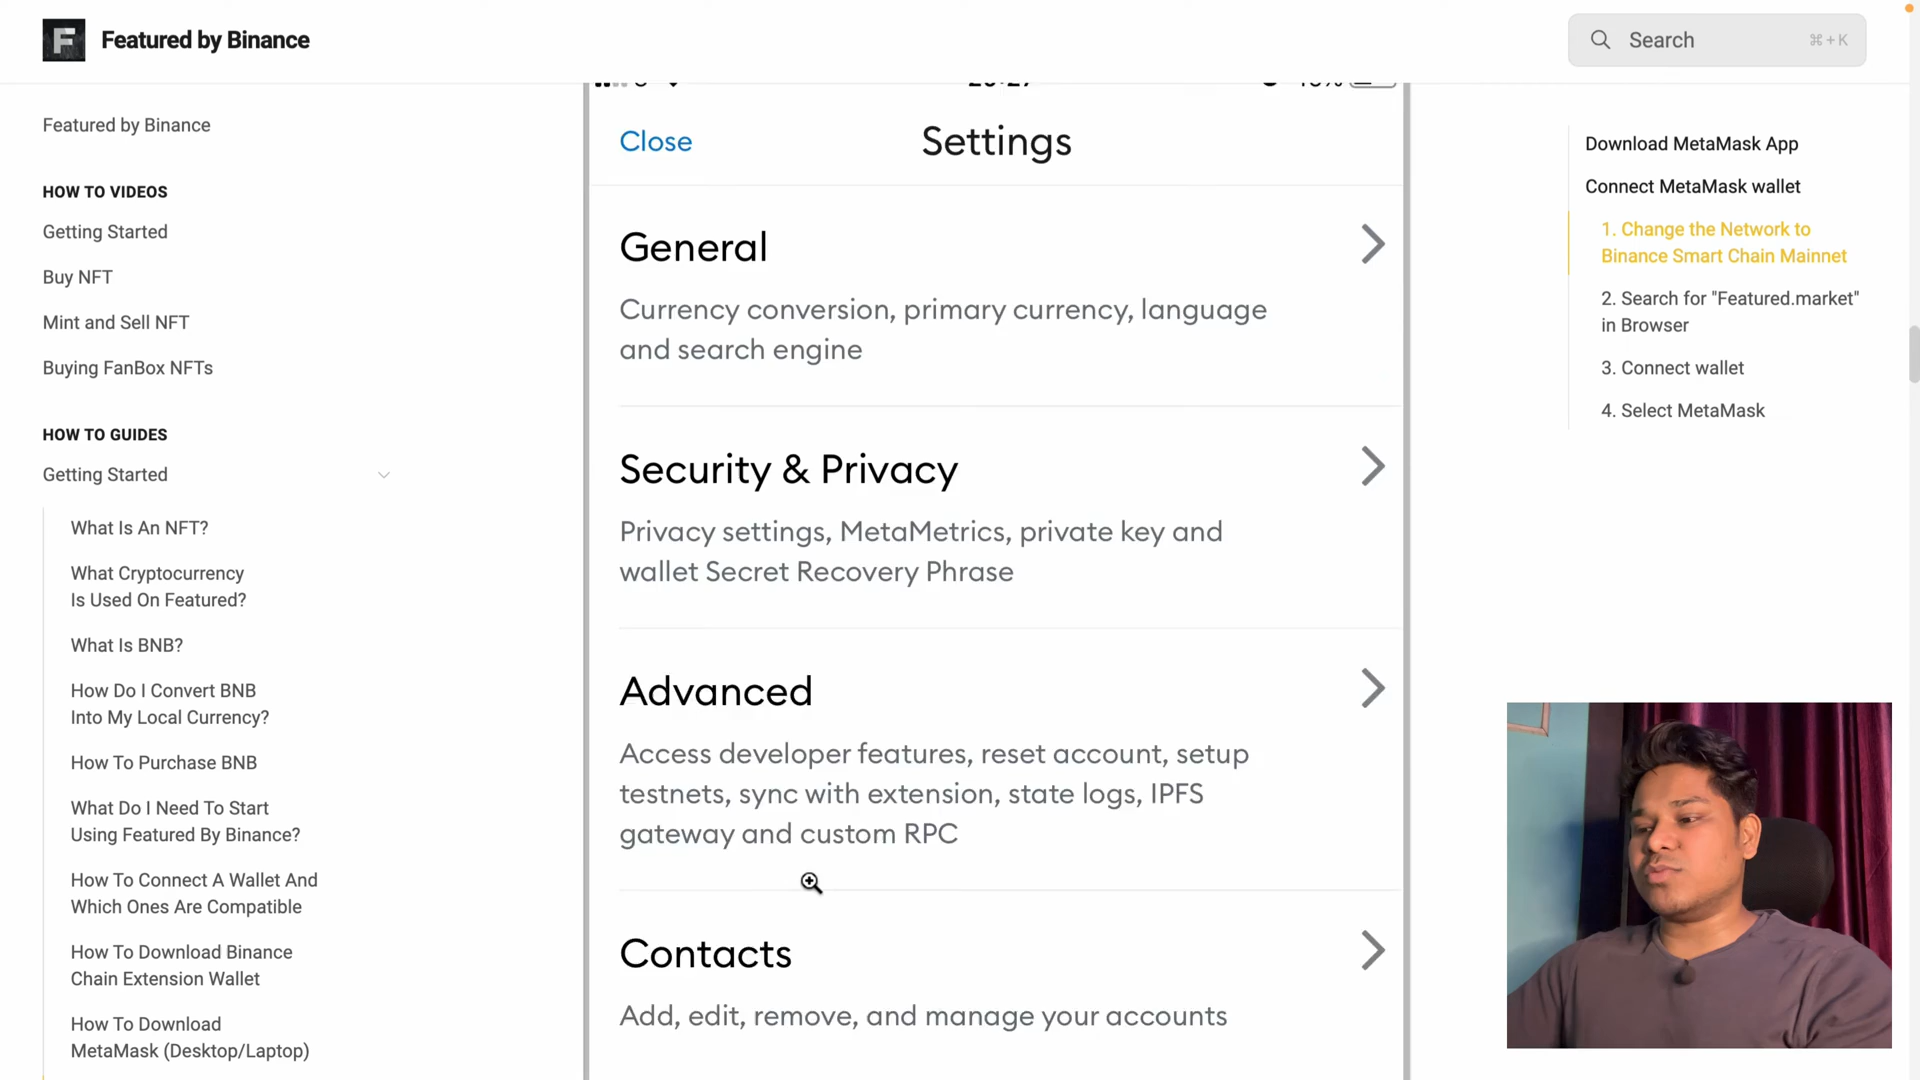 F Featured by Binance
Search ⌘+K
Featured by Binance
HOW TO VIDEOS
Getting Started
Buy NFT
Mint and Sell NFT
Buying FanBox NFTs
HOW TO GUIDES
Getting Started
What Is An NFT?
What Cryptocurrency
Is Used On Featured?
What Is BNB?
How Do I Convert BNB
Into My Local Currency?
How To Purchase BNB
What Do I Need To Start
Using Featured By Binance?
How To Connect A Wallet And
Which Ones Are Compatible
How To Download Binance
Chain Extension Wallet
How To Download
MetaMask (Desktop/Laptop)
Close
Settings
General
Currency conversion, primary currency, language
and search engine
Security & Privacy
Privacy settings, MetaMetrics, private key and
wallet Secret Recovery Phrase
Advanced
Access developer features, reset account, setup
testnets, sync with extension, state logs, IPFS
gateway and custom RPC
Contacts
Add, edit, remove, and manage your accounts
Download MetaMask App
Connect MetaMask wallet
1. Change the Network to
Binance Smart Chain Mainnet
2. Search for "Featured.market"
in Browser
3. Connect wallet
4. Select MetaMask